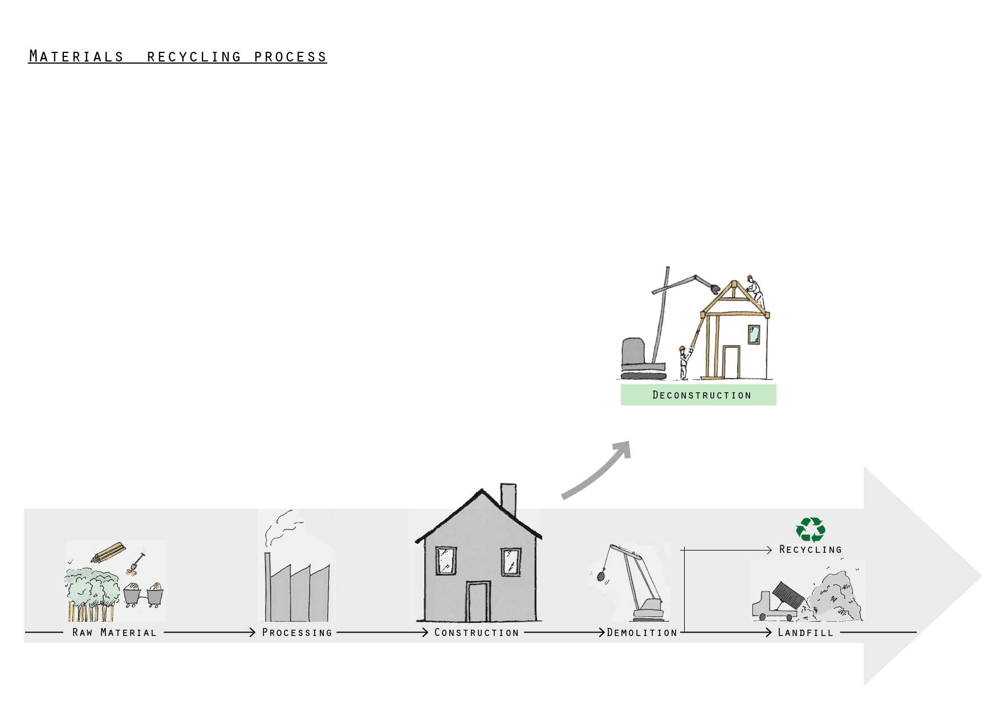 Materials recycling process
Deconstruction
Recycling
Raw Material
Processing
Construction
Demolition
Landfill